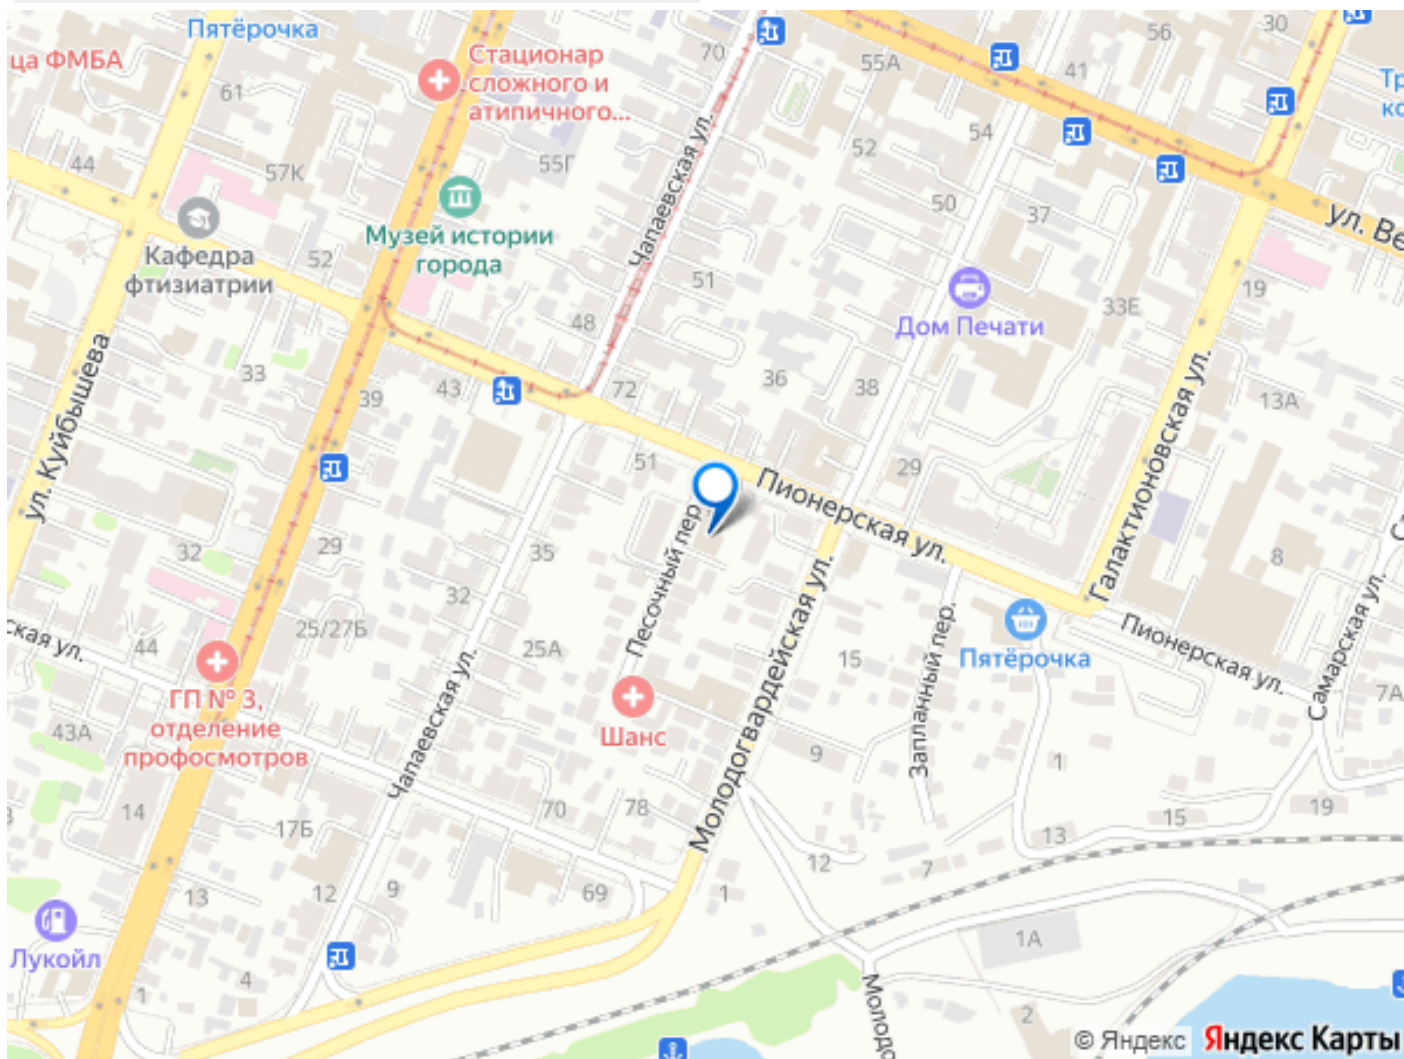 Пятёрочка
ца ФМБА
61
Стационар
сложного и
атипичного...
70
55А
56
41
30
54
52
44
57К
55Г
Чапаевская ул.
50
37
ул. Ве
Кафедра
фтизиатрии
52
Музей истории
города
51
48
Дом Печати
33Е
19
ул. Куйбышева
33
39
43
72
36
38
13А
51
29
Пионерская ул.
Галактионовская ул.
32
29
35
32
Песочный пер.
8
ская ул.
44
25/27Б
25А
Молодогвардейская ул.
15
Запланный пер.
Пятёрочка
Пионерская ул.
Самарская ул.
7А
43А
ГП № 3,
отделение
профосмотров
Чапаевская ул.
Шанс
9
1
14
17Б
70
78
13
15
19
12
7
13
12
9
69
1
Лукойл
4
1
1А
2
Молодо
© Яндекс
Яндекс Карты